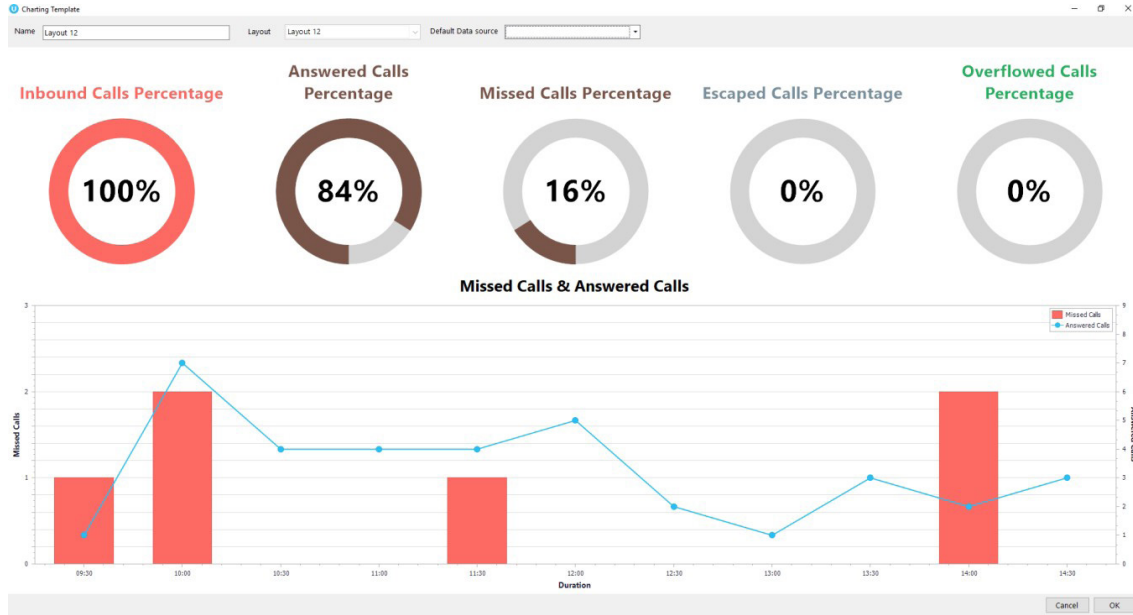 Charting Template
Name Layout 12 Layout Layout 12 Default Data source
Inbound Calls Percentage
Answered Calls
Percentage
Missed Calls Percentage
Escaped Calls Percentage
Overflowed Calls
Percentage
100%
84%
16%
0%
0%
Missed Calls & Answered Calls
Missed Calls
Answered Calls
3
2
1
0
Missed Calls
9
8
7
6
5
4
3
2
1
0
Answered Calls
09:30 10:00 10:30 11:00 11:30 12:00 12:30 13:00 13:30 14:00 14:30
Duration
Cancel OK